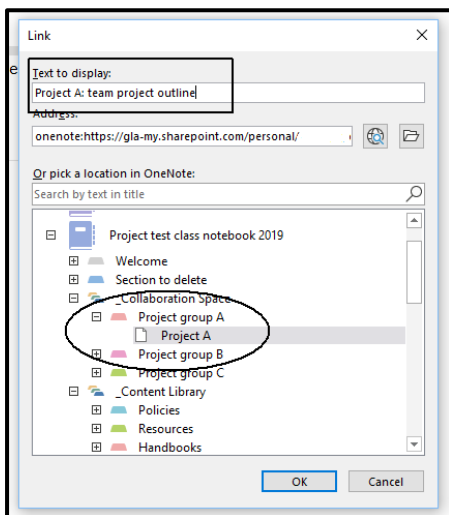 Link
e
Text to display:
Project A: team project outline
Address:
onenote:https://gla-my.sharepoint.com/personal/
Or pick a location in OneNote:
Search by text in title
Project test class notebook 2019
Welcome
Section to delete
_Collaboration Space
Project group A
Project A
Project group B
Project group C
_Content Library
Policies
Resources
Handbooks
OK Cancel